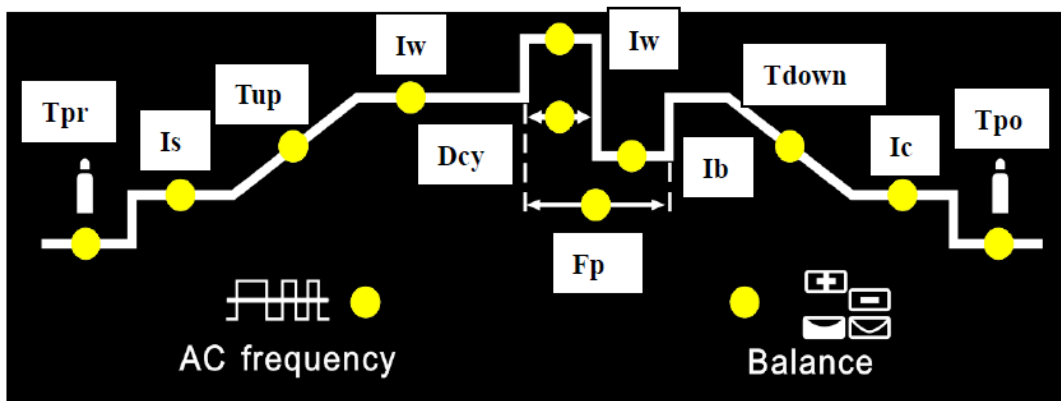 Iw
Iw
Tup
Tdown
Tpr
Tpo
Is
Dcy
Ib
Ic
Fp
AC frequency
Balance